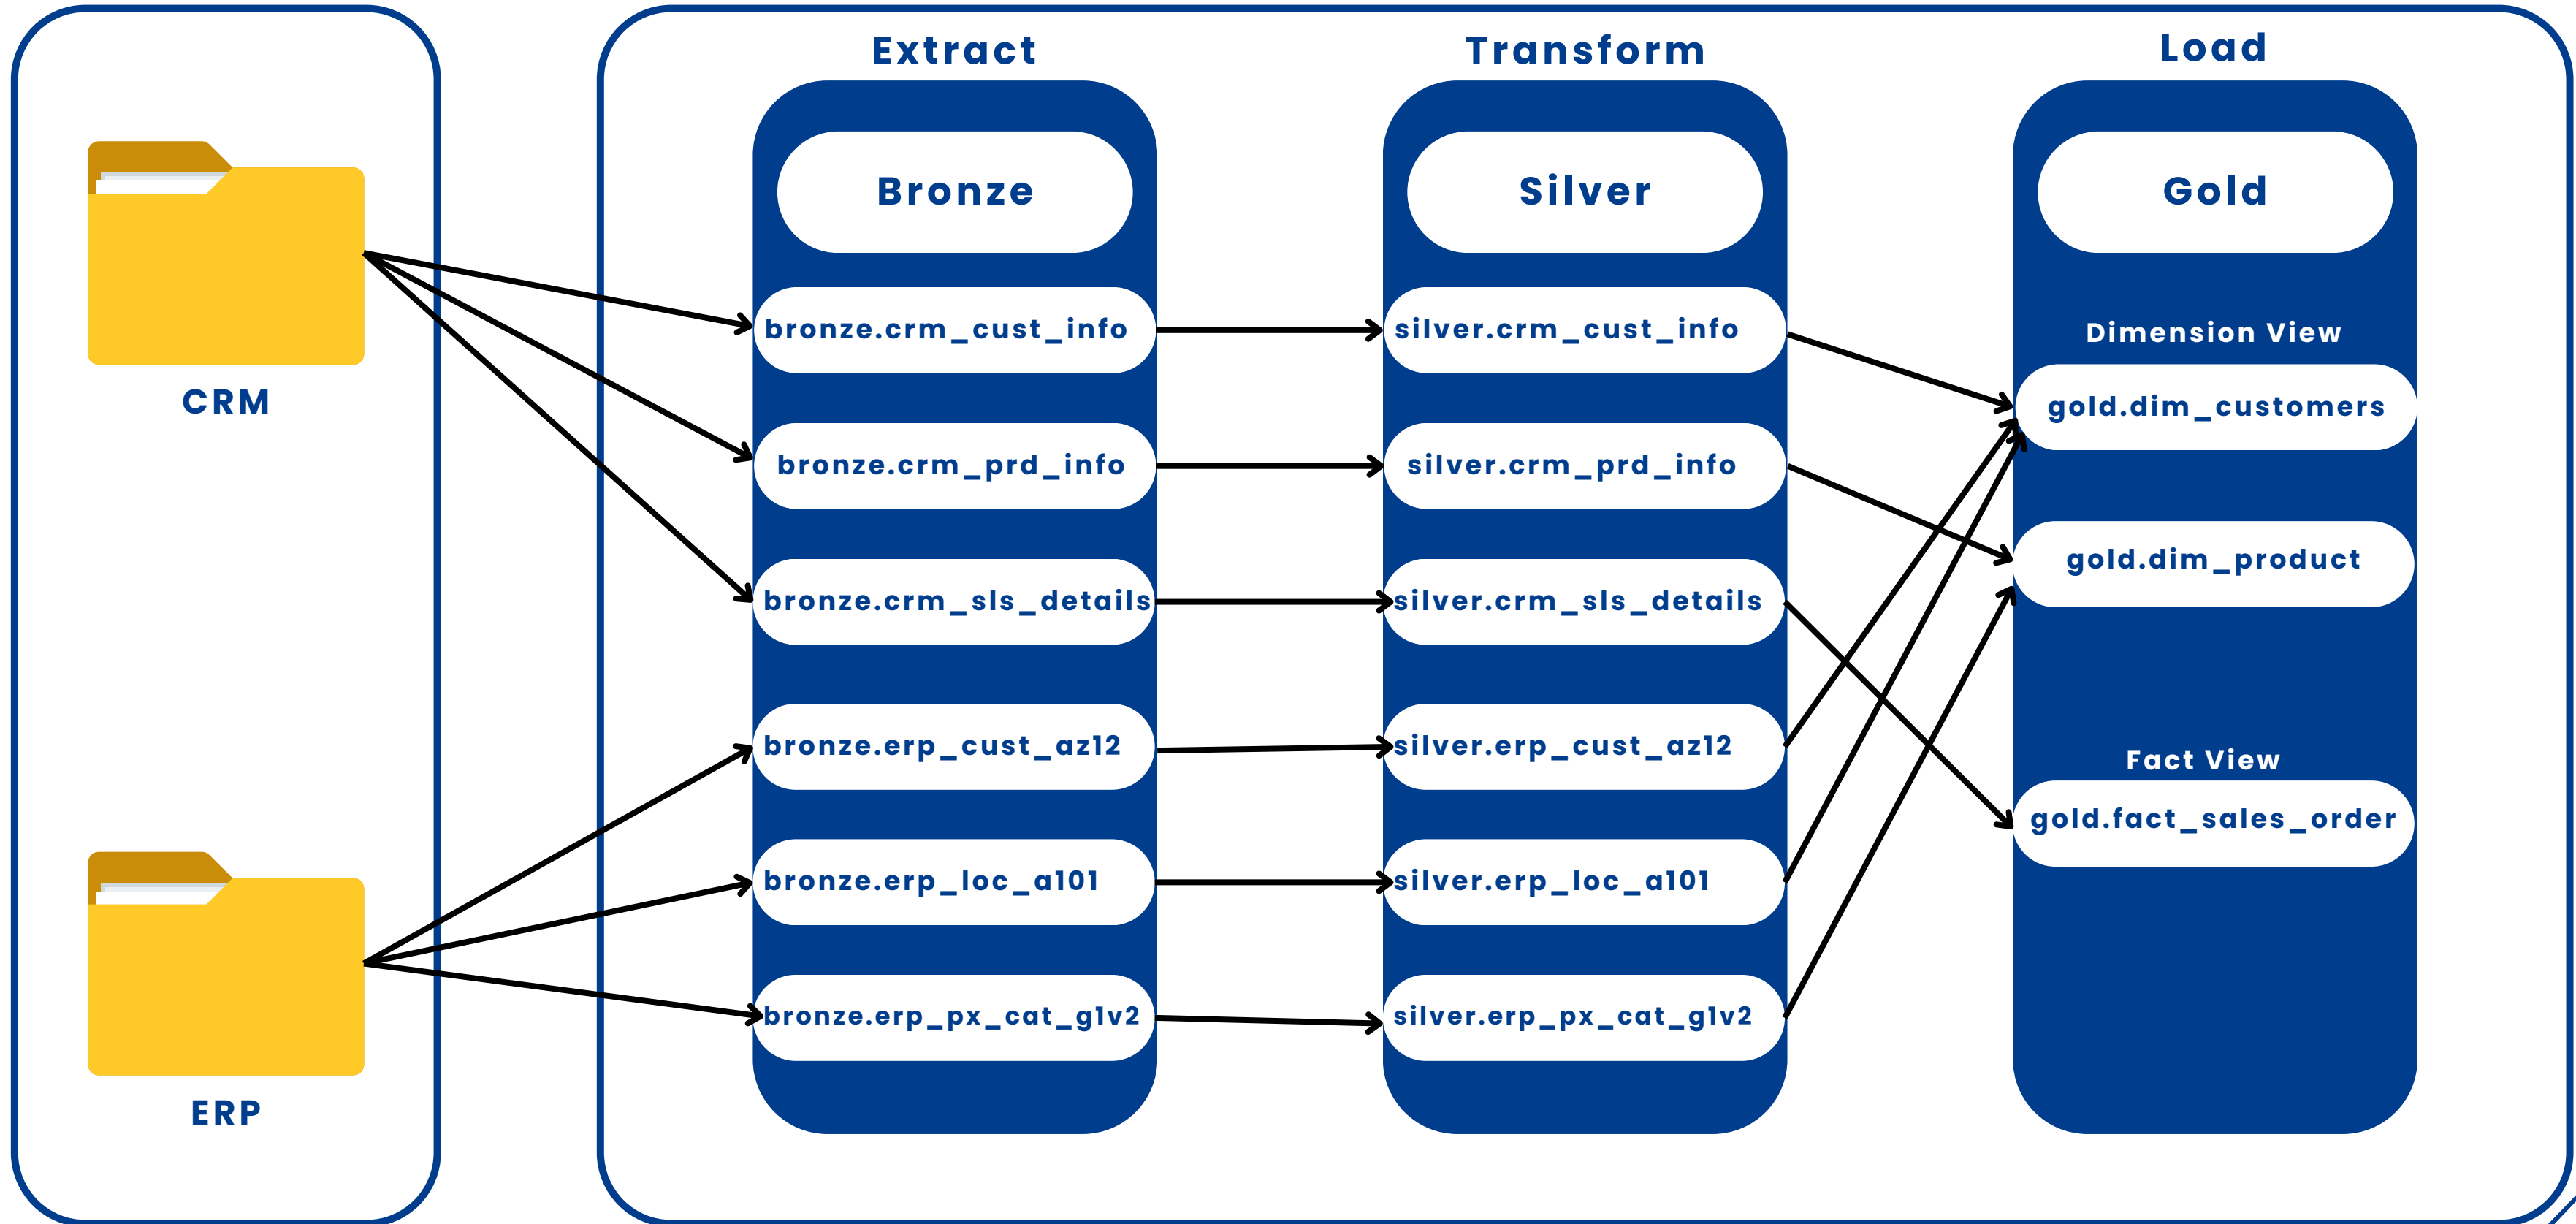 CRM
ERP
Extract
Bronze
bronze.crm_cust_info
bronze.crm_prd_info
bronze.crm_sls_details
bronze.erp_cust_az12
bronze.erp_loc_a101
bronze.erp_px_cat_g1v2
Transform
Silver
silver.crm_cust_info
silver.crm_prd_info
silver.crm_sls_details
silver.erp_cust_az12
silver.erp_loc_a101
silver.erp_px_cat_g1v2
Load
Gold
Dimension View
gold.dim_customers
gold.dim_product
Fact View
gold.fact_sales_order